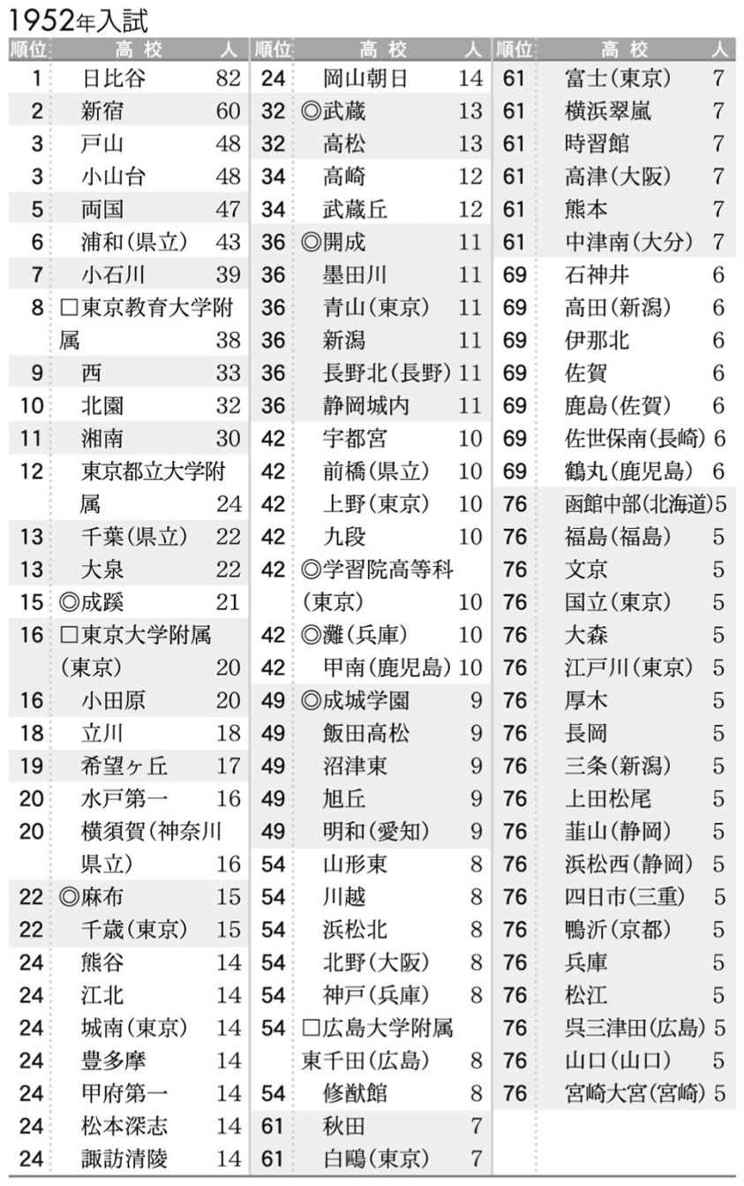 1952年入試
順位 高校 人
1 日比谷 82
2 新宿 60
3 戸山 48
3 小山台 48
5 両国 47
6 浦和(県立) 43
7 小石川 39
8 □東京教育大学附
属 38
9 西 33
10 北園 32
11 湘南 30
12 東京都立大学附
属 24
13 千葉(県立) 22
13 大泉 22
15 ◎成蹊 21
16 □東京大学附属
(東京) 20
16 小田原 20
18 立川 18
19 希望ヶ丘 17
20 水戸第一 16
20 横須賀(神奈川
県立) 16
22 ◎麻布 15
22 千歳(東京) 15
24 熊谷 14
24 江北 14
24 城南(東京) 14
24 豊多摩 14
24 甲府第一 14
24 松本深志 14
24 諏訪清陵 14
順位 高校 人
24 岡山朝日 14
32 ◎武蔵 13
32 高松 13
34 高崎 12
34 武蔵丘 12
36 ◎開成 11
36 墨田川 11
36 青山(東京) 11
36 新潟 11
36 長野北(長野) 11
36 静岡城内 11
42 宇都宮 10
42 前橋(県立) 10
42 上野(東京) 10
42 九段 10
42 ◎学習院高等科
(東京) 10
42 ◎灘(兵庫) 10
42 甲南(鹿児島) 10
49 ◎成城学園 9
49 飯田高松 9
49 沼津東 9
49 旭丘 9
49 明和(愛知) 9
54 山形東 8
54 川越 8
54 浜松北 8
54 北野(大阪) 8
54 神戸(兵庫) 8
54 □広島大学附属
東千田(広島) 8
54 修猷館 8
61 秋田 7
61 白鷗(東京) 7
順位 高校 人
61 富士(東京) 7
61 横浜翠嵐 7
61 時習館 7
61 高津(大阪) 7
61 熊本 7
61 中津南(大分) 7
69 石神井 6
69 高田(新潟) 6
69 伊那北 6
69 佐賀 6
69 鹿島(佐賀) 6
69 佐世保南(長崎) 6
69 鶴丸(鹿児島) 6
76 函館中部(北海道) 5
76 福島(福島) 5
76 文京 5
76 国立(東京) 5
76 大森 5
76 江戸川(東京) 5
76 厚木 5
76 長岡 5
76 三条(新潟) 5
76 上田松尾 5
76 韮山(静岡) 5
76 浜松西(静岡) 5
76 四日市(三重) 5
76 鴨沂(京都) 5
76 兵庫 5
76 松江 5
76 呉三津田(広島) 5
76 山口(山口) 5
76 宮崎大宮(宮崎) 5